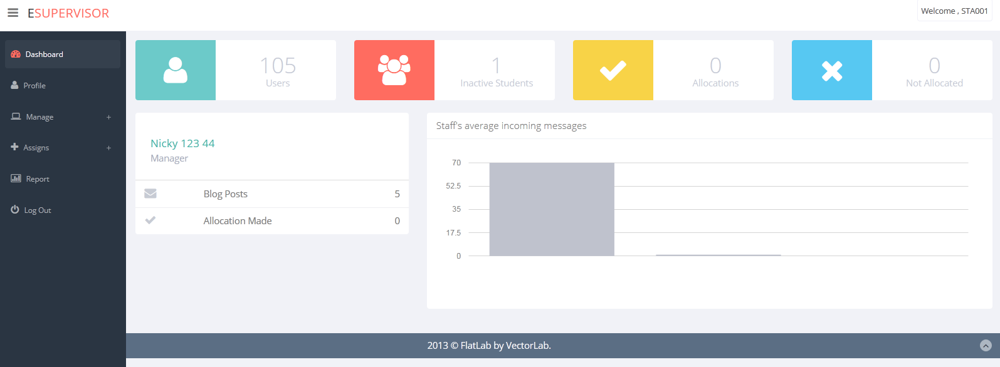 ESUPERVISOR
Welcome , STA001
Dashboard
Profile
Manage +
Assigns +
Report
Log Out
105
Users
1
Inactive Students
0
Allocations
0
Not Allocated
Nicky 123 44
Manager
Blog Posts 5
Allocation Made 0
Staff's average incoming messages
70
52.5
35
17.5
0
2013 © FlatLab by VectorLab.